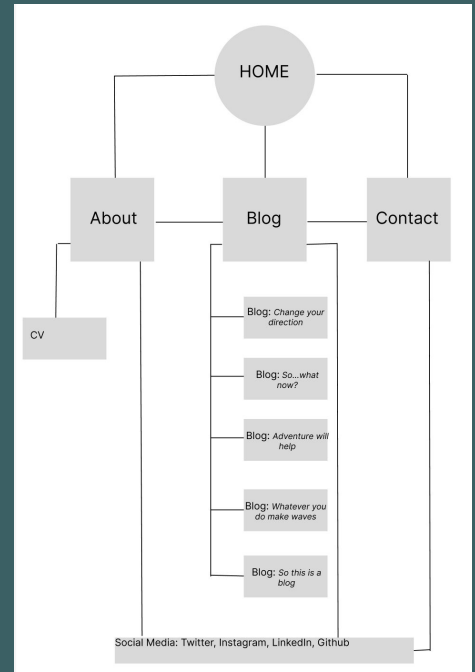 HOME
About
Blog
Contact
CV
Blog: Change your
direction
Blog: So...what
now?
Blog: Adventure will
help
Blog: Whatever you
do make waves
Blog: So this is a
blog
Social Media: Twitter, Instagram, LinkedIn, Github